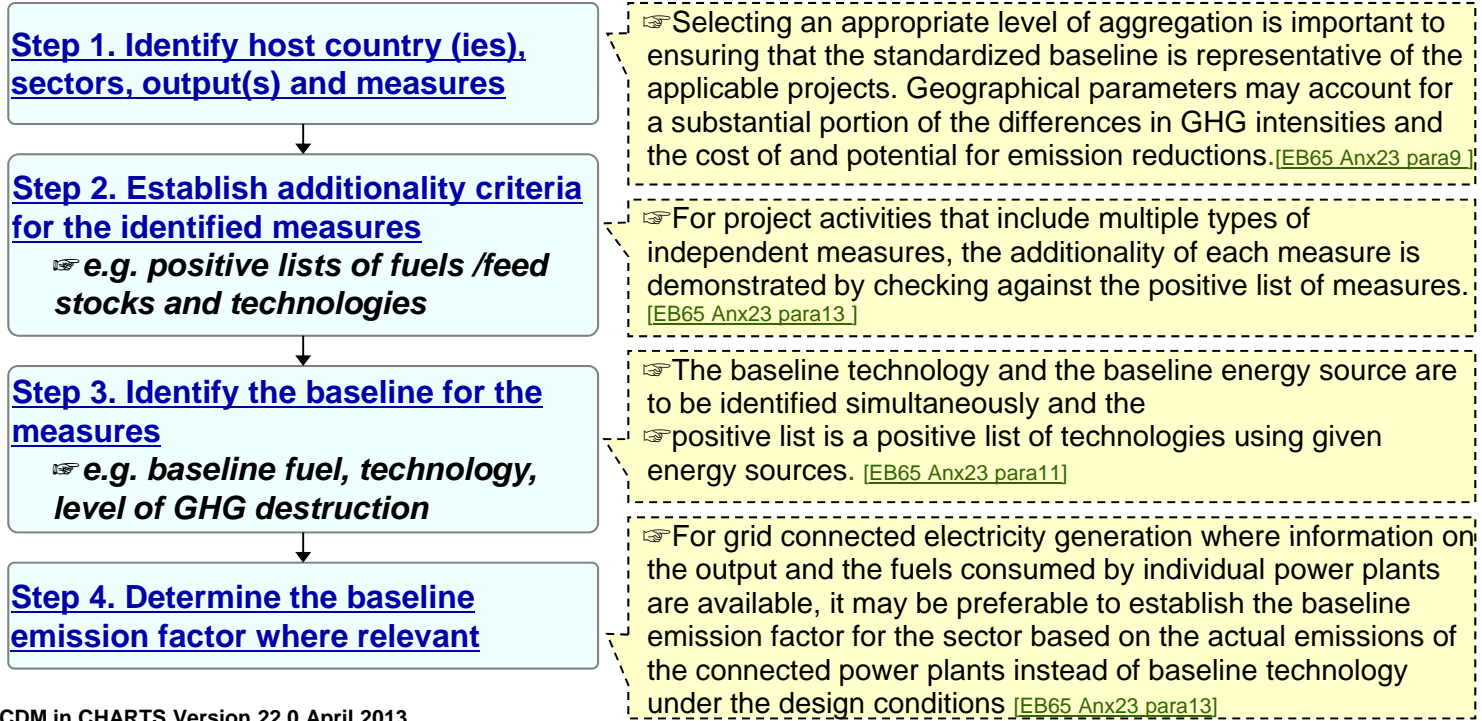 Step 1. Identify host country (ies),
sectors, output(s) and measures
☞Selecting an appropriate level of aggregation is important to
ensuring that the standardized baseline is representative of the
applicable projects. Geographical parameters may account for
a substantial portion of the differences in GHG intensities and
the cost of and potential for emission reductions.[EB65 Anx23 para9 ]
Step 2. Establish additionality criteria
for the identified measures
☞e.g. positive lists of fuels /feed
stocks and technologies
☞For project activities that include multiple types of
independent measures, the additionality of each measure is
demonstrated by checking against the positive list of measures.
[EB65 Anx23 para13 ]
Step 3. Identify the baseline for the
measures
☞e.g. baseline fuel, technology,
level of GHG destruction
☞The baseline technology and the baseline energy source are
to be identified simultaneously and the
☞positive list is a positive list of technologies using given
energy sources. [EB65 Anx23 para11]
Step 4. Determine the baseline
emission factor where relevant
☞For grid connected electricity generation where information on
the output and the fuels consumed by individual power plants
are available, it may be preferable to establish the baseline
emission factor for the sector based on the actual emissions of
the connected power plants instead of baseline technology
under the design conditions [EB65 Anx23 para13]
CDM in CHARTS Version 22.0 April 2013